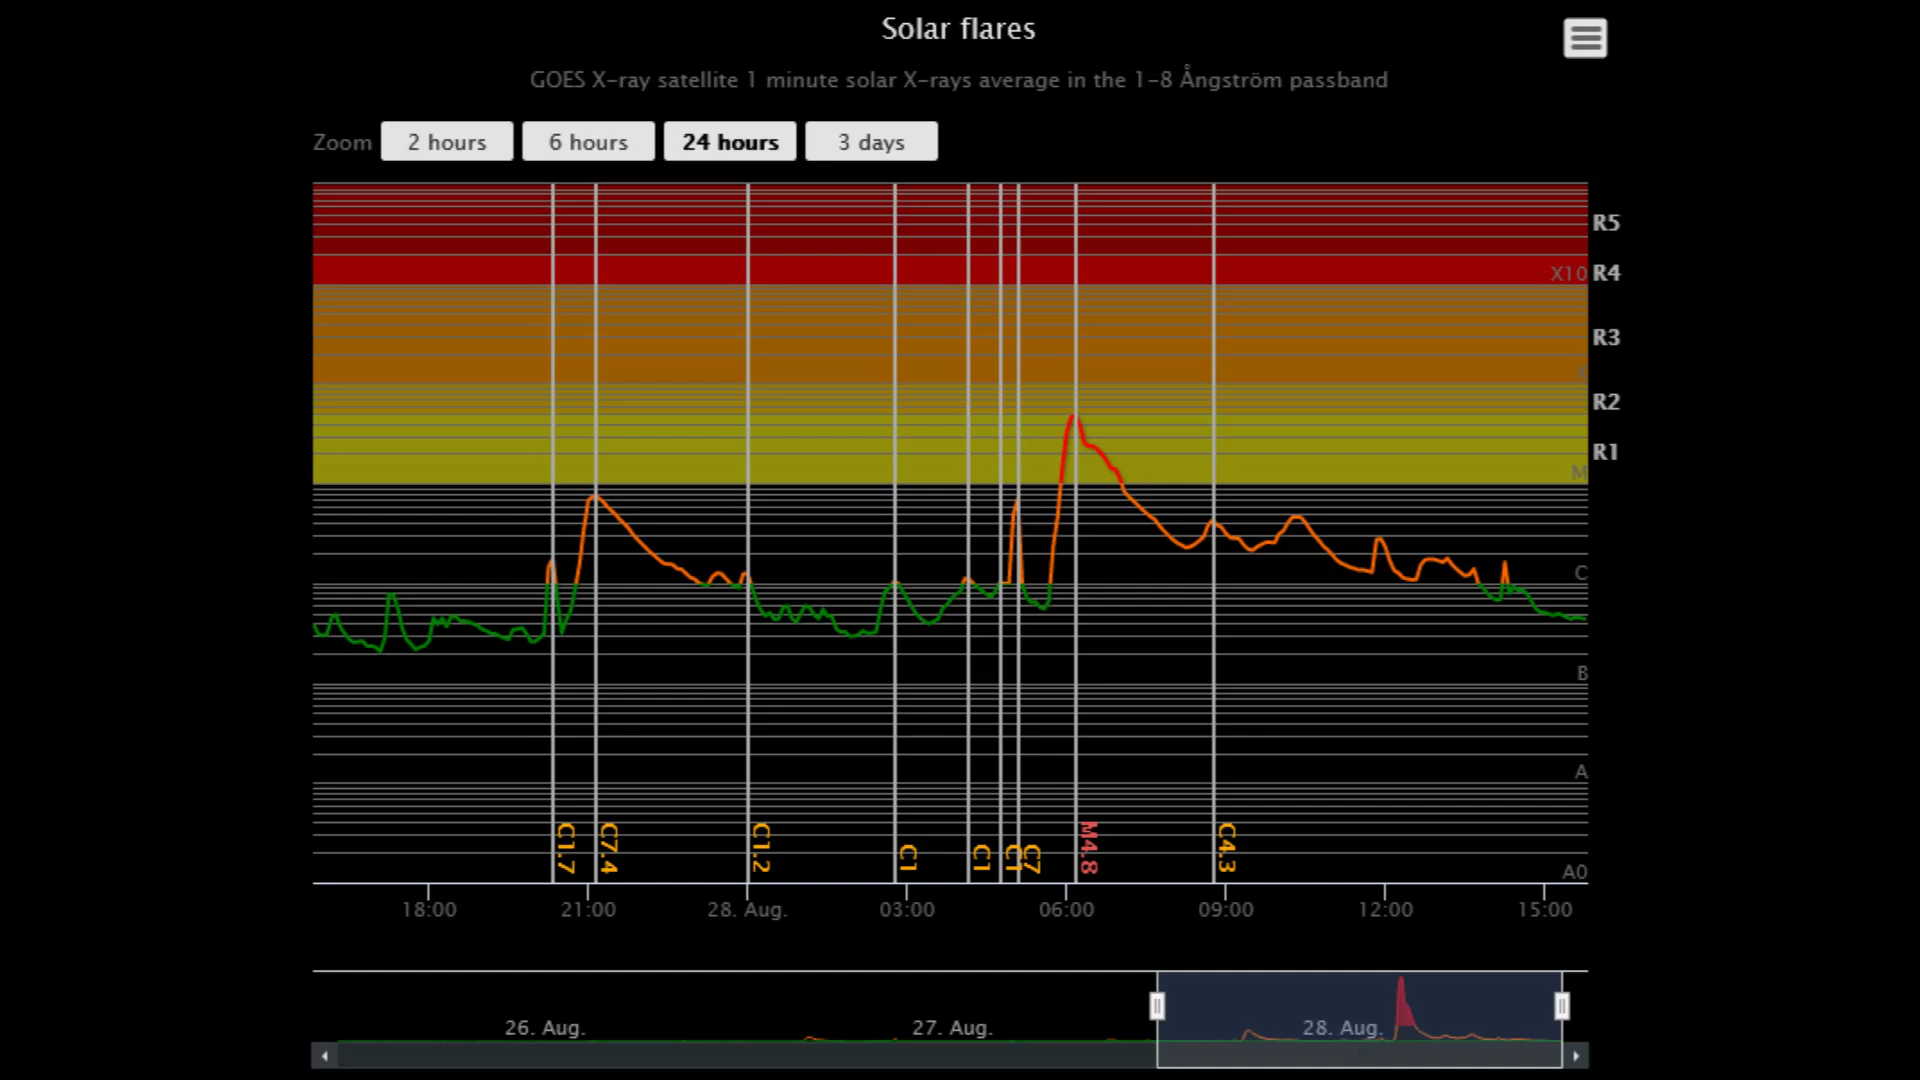 Solar flares
GOES X-ray satellite 1 minute solar X-rays average in the 1-8 Ångström passband
Zoom 2 hours 6 hours 24 hours 3 days
R5
X10 R4
R3
R2
R1
M
C
B
A
A0
C1.7 C7.4 C1.2 C1 C1 C1 C7 M4.8 C4.3
18:00 21:00 28. Aug. 03:00 06:00 09:00 12:00 15:00
26. Aug. 27. Aug. 28. Aug.